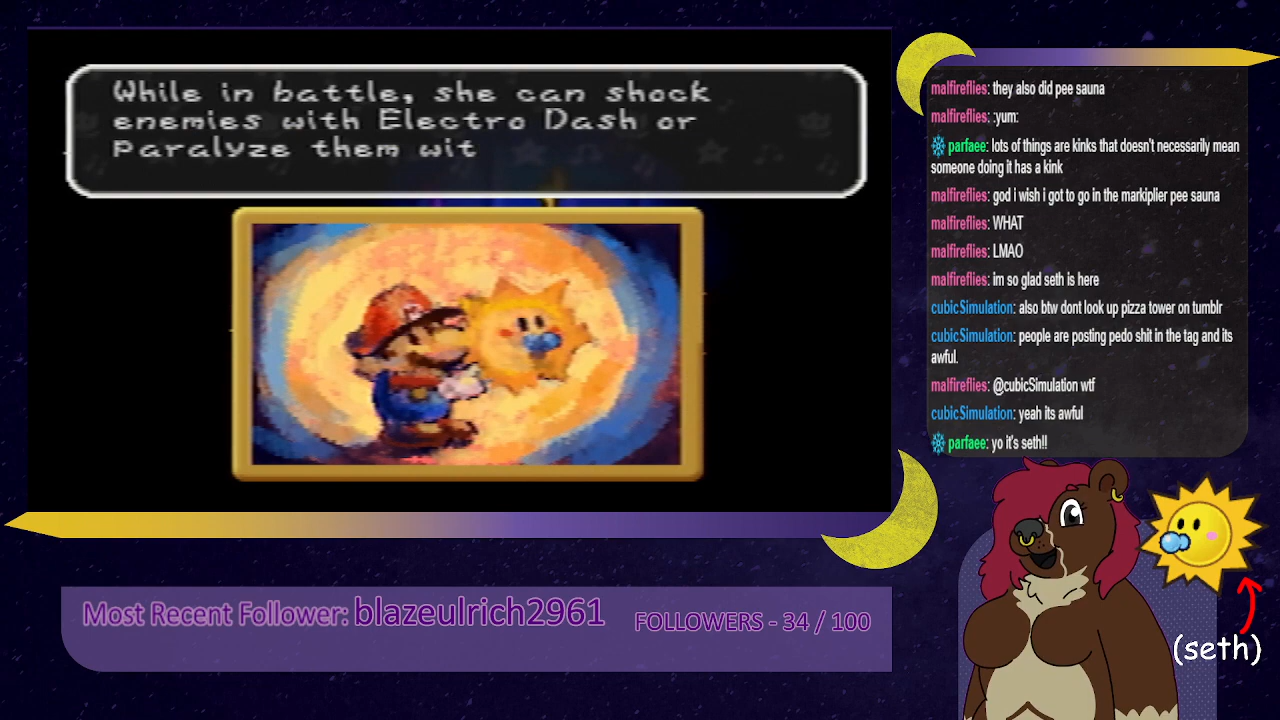 While in battle, she can shock
enemies with Electro Dash or
paralyze them wit
malfireflies: they also did pee sauna
malfireflies: :yum:
parfaee: lots of things are kinks that doesn't necessarily mean
someone doing it has a kink
malfireflies: god i wish i got to go in the markiplier pee sauna
malfireflies: WHAT
malfireflies: LMAO
malfireflies: im so glad seth is here
cubicSimulation: also btw dont look up pizza tower on tumblr
cubicSimulation: people are posting pedo shit in the tag and its
awful.
malfireflies: @cubicSimulation wtf
cubicSimulation: yeah its awful
parfaee: yo it's seth!!
Most Recent Follower: blazeulrich2961
FOLLOWERS - 34 / 100
(seth)